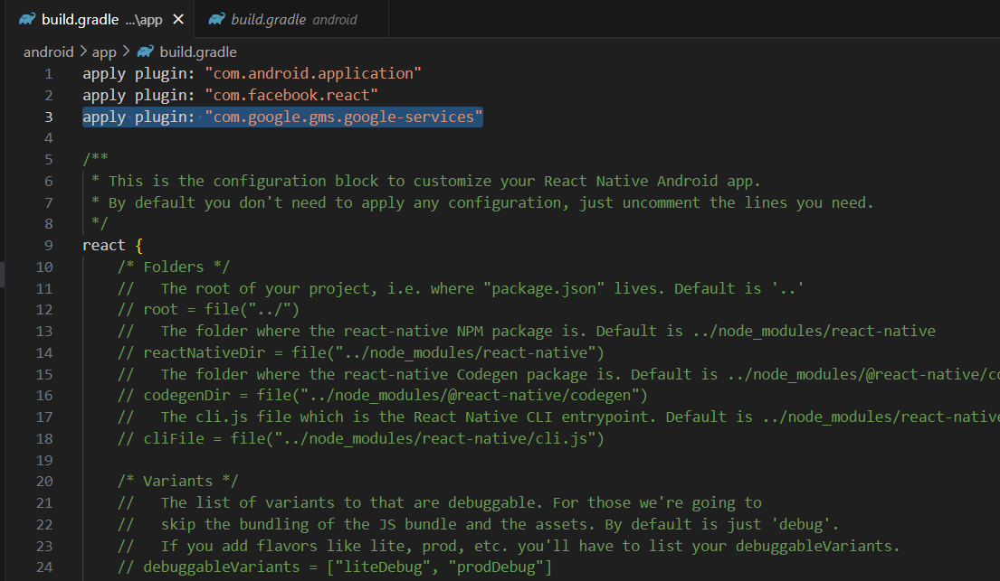 build.gradle ...\app ×
build.gradle android
android > app > build.gradle
1 apply plugin: "com.android.application"
2 apply plugin: "com.facebook.react"
3 apply plugin: "com.google.gms.google-services"
4
5 /**
6  * This is the configuration block to customize your React Native Android app.
7  * By default you don't need to apply any configuration, just uncomment the lines you need.
8  */
9 react {
10     /* Folders */
11     //   The root of your project, i.e. where "package.json" lives. Default is '..'
12     // root = file("../")
13     //   The folder where the react-native NPM package is. Default is ../node_modules/react-native
14     // reactNativeDir = file("../node_modules/react-native")
15     //   The folder where the react-native Codegen package is. Default is ../node_modules/@react-native/co
16     // codegenDir = file("../node_modules/@react-native/codegen")
17     //   The cli.js file which is the React Native CLI entrypoint. Default is ../node_modules/react-native
18     // cliFile = file("../node_modules/react-native/cli.js")
19
20     /* Variants */
21     //   The list of variants to that are debuggable. For those we're going to
22     //   skip the bundling of the JS bundle and the assets. By default is just 'debug'.
23     //   If you add flavors like lite, prod, etc. you'll have to list your debuggableVariants.
24     // debuggableVariants = ["liteDebug", "prodDebug"]